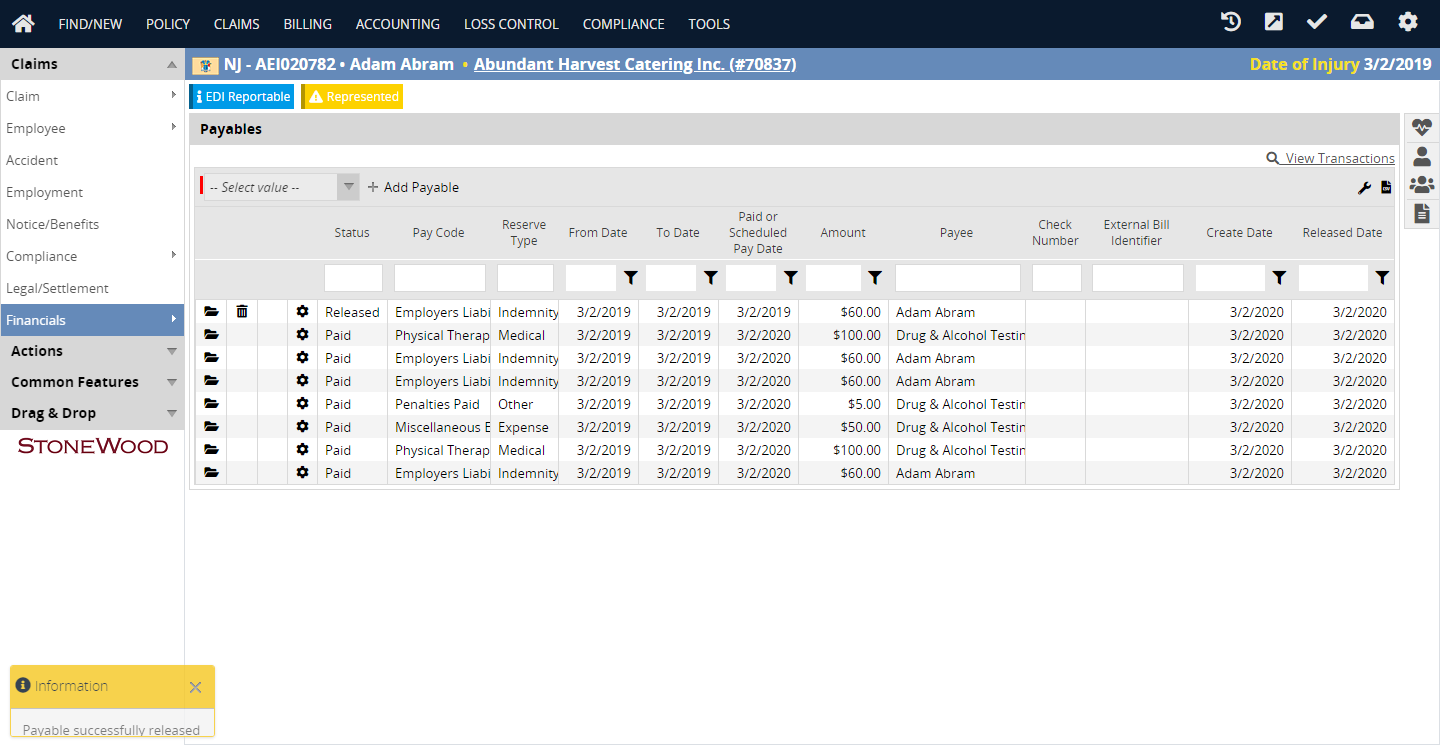 FIND/NEW POLICY CLAIMS BILLING ACCOUNTING LOSS CONTROL COMPLIANCE TOOLS
Claims
NJ - AEI020782 • Adam Abram • Abundant Harvest Catering Inc. (#70837) Date of Injury 3/2/2019
Claim
Employee
Accident
Employment
Notice/Benefits
Compliance
Legal/Settlement
Financials
Actions
Common Features
Drag & Drop
STONEWOOD
EDI Reportable Represented
Payables
View Transactions
-- Select value -- Add Payable
Status Pay Code Reserve Type From Date To Date Paid or Scheduled Pay Date Amount Payee Check Number External Bill Identifier Create Date Released Date
Released Employers Liabi Indemnity 3/2/2019 3/2/2019 3/2/2019 $60.00 Adam Abram 3/2/2020 3/2/2020
Paid Physical Therap Medical 3/2/2019 3/2/2019 3/2/2020 $100.00 Drug & Alcohol Testin 3/2/2020 3/2/2020
Paid Employers Liabi Indemnity 3/2/2019 3/2/2019 3/2/2020 $60.00 Adam Abram 3/2/2020 3/2/2020
Paid Employers Liabi Indemnity 3/2/2019 3/2/2019 3/2/2020 $60.00 Adam Abram 3/2/2020 3/2/2020
Paid Penalties Paid Other 3/2/2019 3/2/2019 3/2/2020 $5.00 Drug & Alcohol Testin 3/2/2020 3/2/2020
Paid Miscellaneous E Expense 3/2/2019 3/2/2019 3/2/2020 $50.00 Drug & Alcohol Testin 3/2/2020 3/2/2020
Paid Physical Therap Medical 3/2/2019 3/2/2019 3/2/2020 $100.00 Drug & Alcohol Testin 3/2/2020 3/2/2020
Paid Employers Liabi Indemnity 3/2/2019 3/2/2019 3/2/2020 $60.00 Adam Abram 3/2/2020 3/2/2020
Information
Payable successfully released